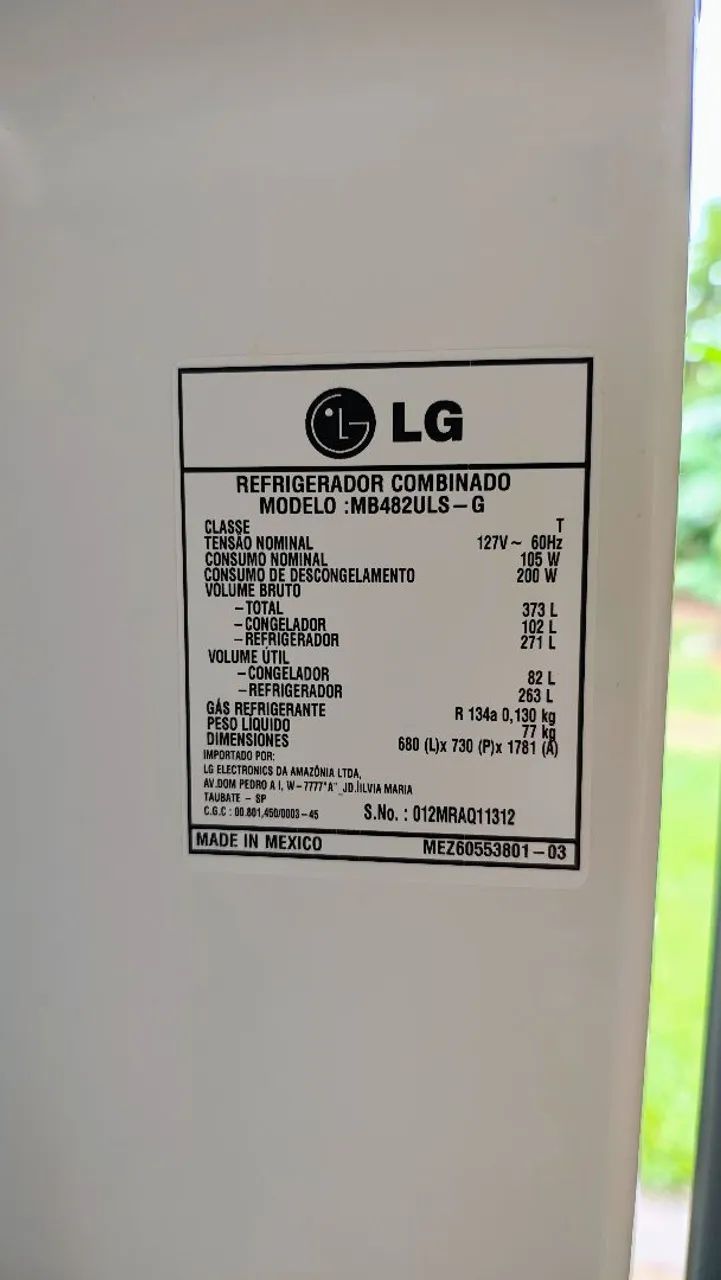 LG
REFRIGERADOR COMBINADO
MODELO :MB482ULS-G
CLASSE T
TENSÃO NOMINAL 127V~ 60Hz
CONSUMO NOMINAL 105 W
CONSUMO DE DESCONGELAMENTO 200 W
VOLUME BRUTO
-TOTAL 373 L
-CONGELADOR 102 L
-REFRIGERADOR 271 L
VOLUME ÚTIL
-CONGELADOR 82 L
-REFRIGERADOR 263 L
GÁS REFRIGERANTE R 134a 0,130 kg
PESO LÍQUIDO 77 kg
DIMENSIONES 680 (L)x 730 (P)x 1781 (A)
IMPORTADO POR:
LG ELECTRONICS DA AMAZÔNIA LTDA,
AV.DOM PEDRO A I, W-7777"A" JD. MARIA
TAUBATE - SP
C.G.C : 00.801,450/0003-45 S.No. : 012MRAQ11312
MADE IN MEXICO MEZ60553801-03